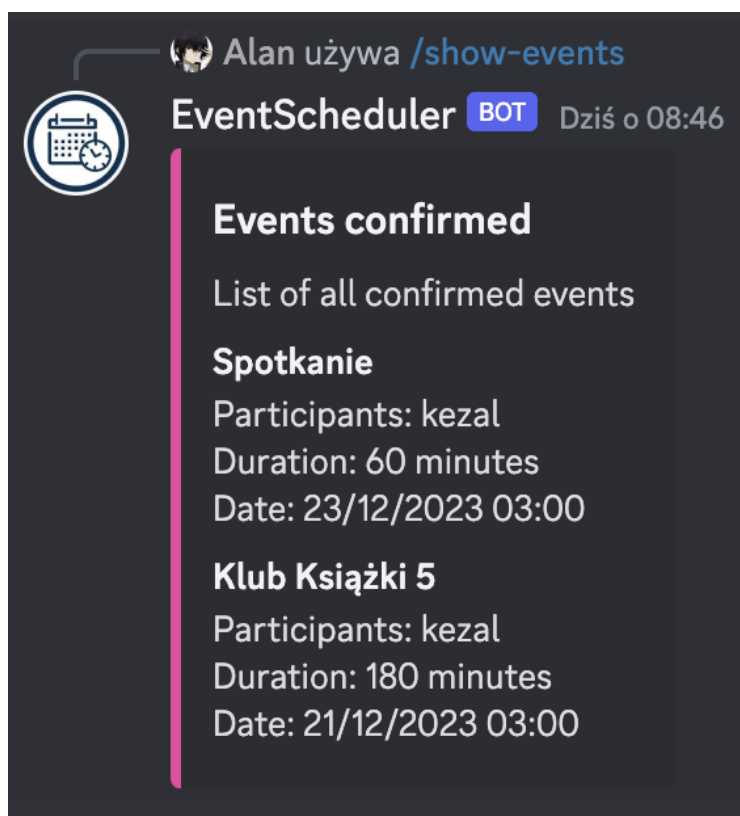 Alan używa /show-events
EventScheduler BOT Dziś o 08:46
Events confirmed
List of all confirmed events
Spotkanie
Participants: kezal
Duration: 60 minutes
Date: 23/12/2023 03:00
Klub Książki 5
Participants: kezal
Duration: 180 minutes
Date: 21/12/2023 03:00